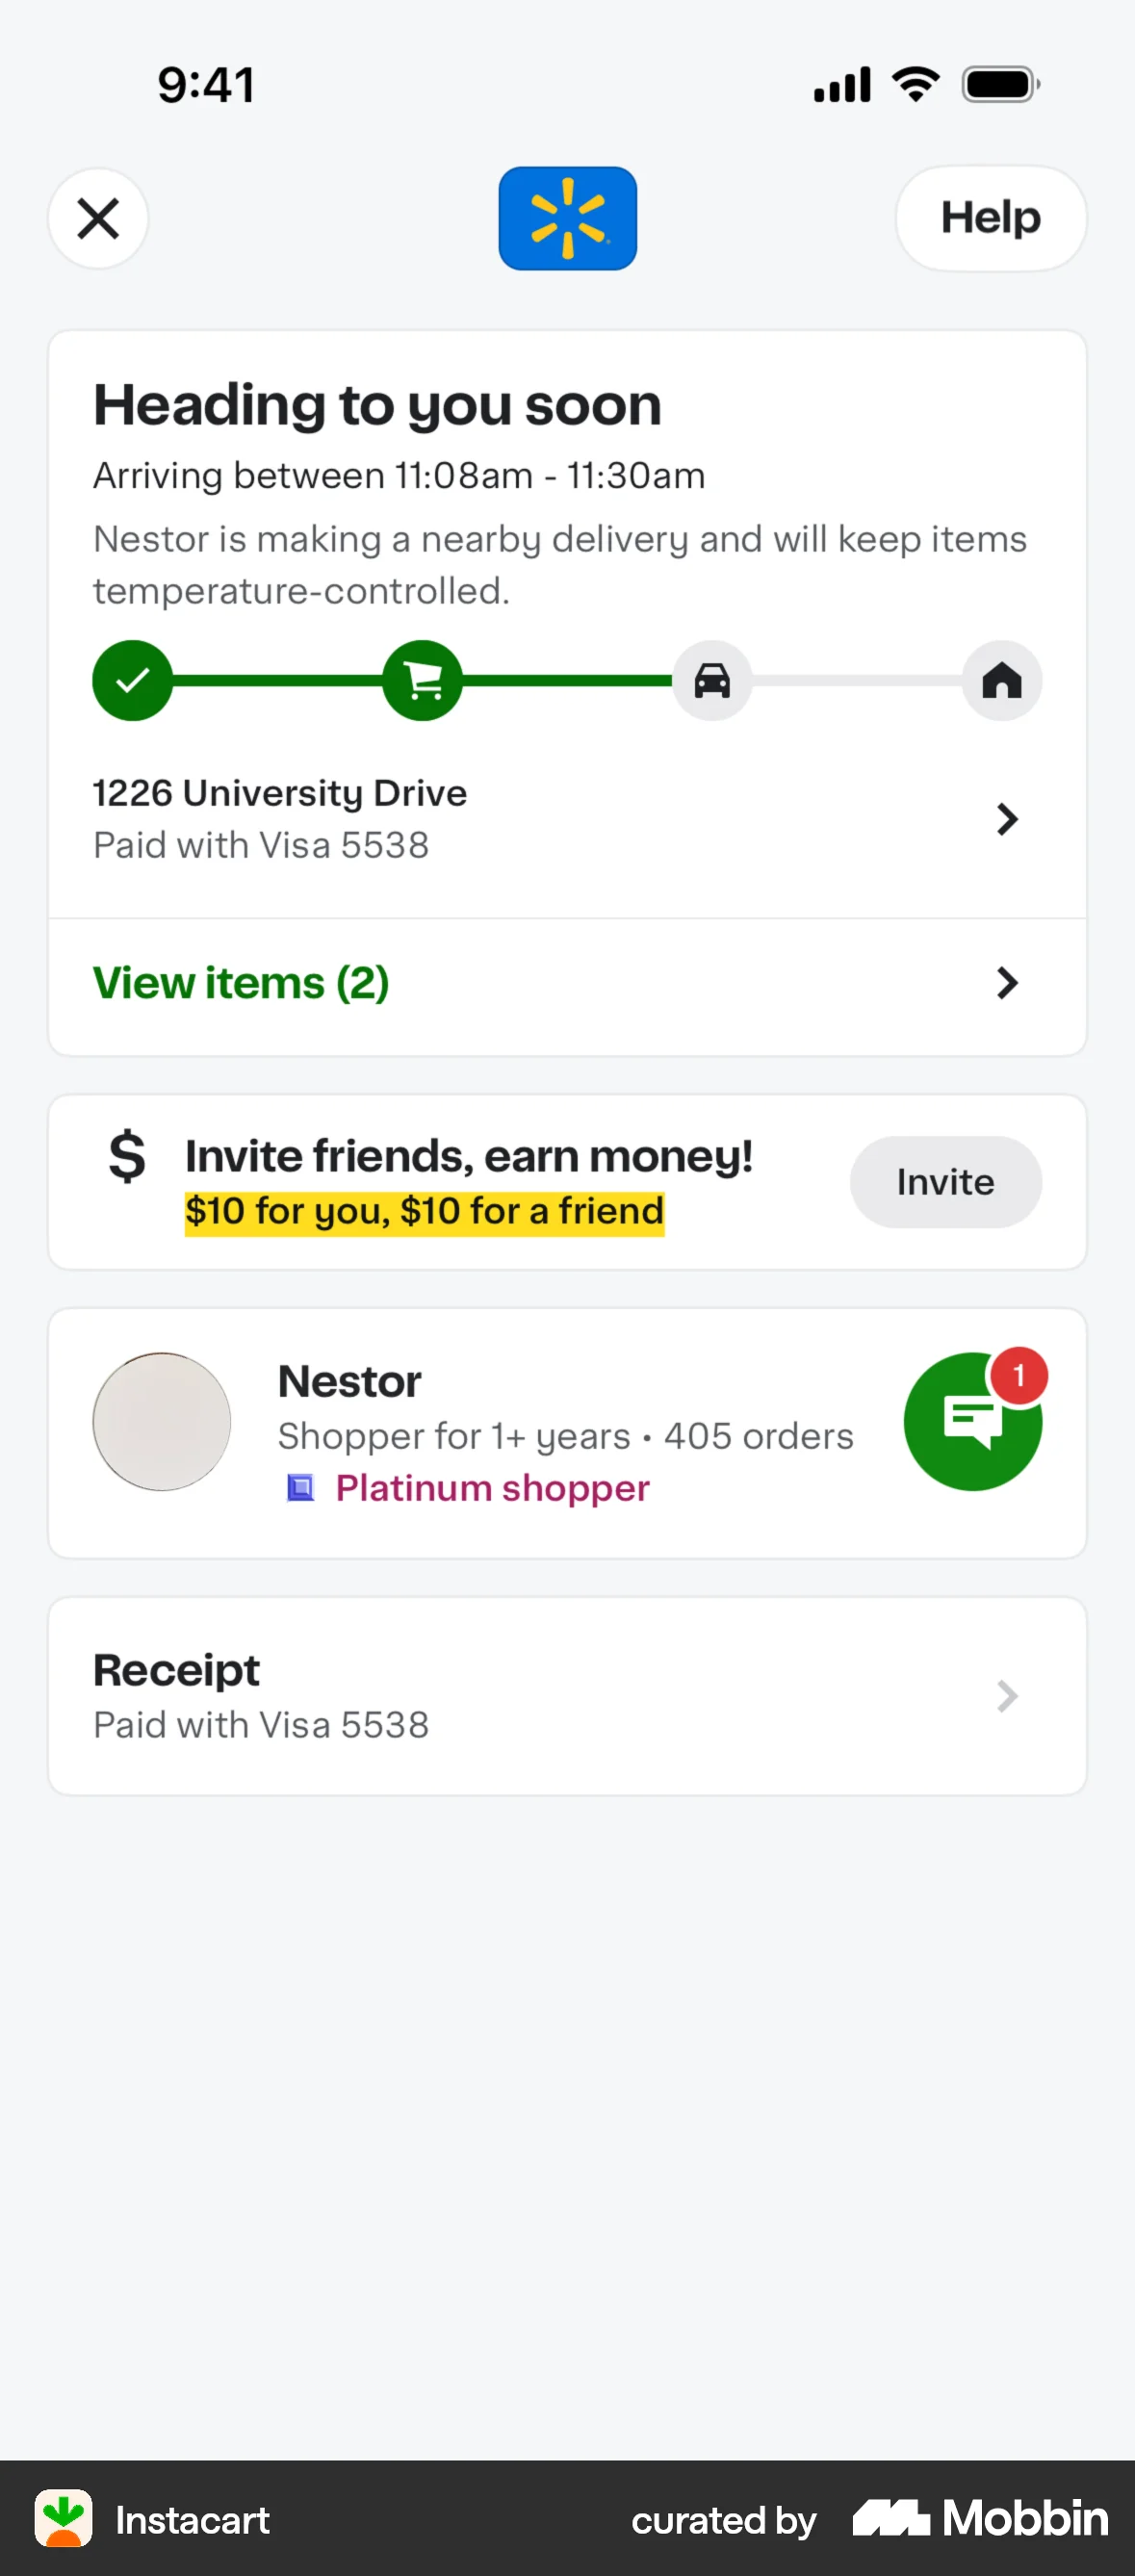 9:41
Help
Heading to you soon
Arriving between 11:08am - 11:30am
Nestor is making a nearby delivery and will keep items
temperature-controlled.
1226 University Drive
Paid with Visa 5538
View items (2)
$
Invite friends, earn money!
$10 for you, $10 for a friend
Invite
Nestor
1
Shopper for 1+ years • 405 orders
Platinum shopper
Receipt
Paid with Visa 5538
Instacart
curated by Mobbin